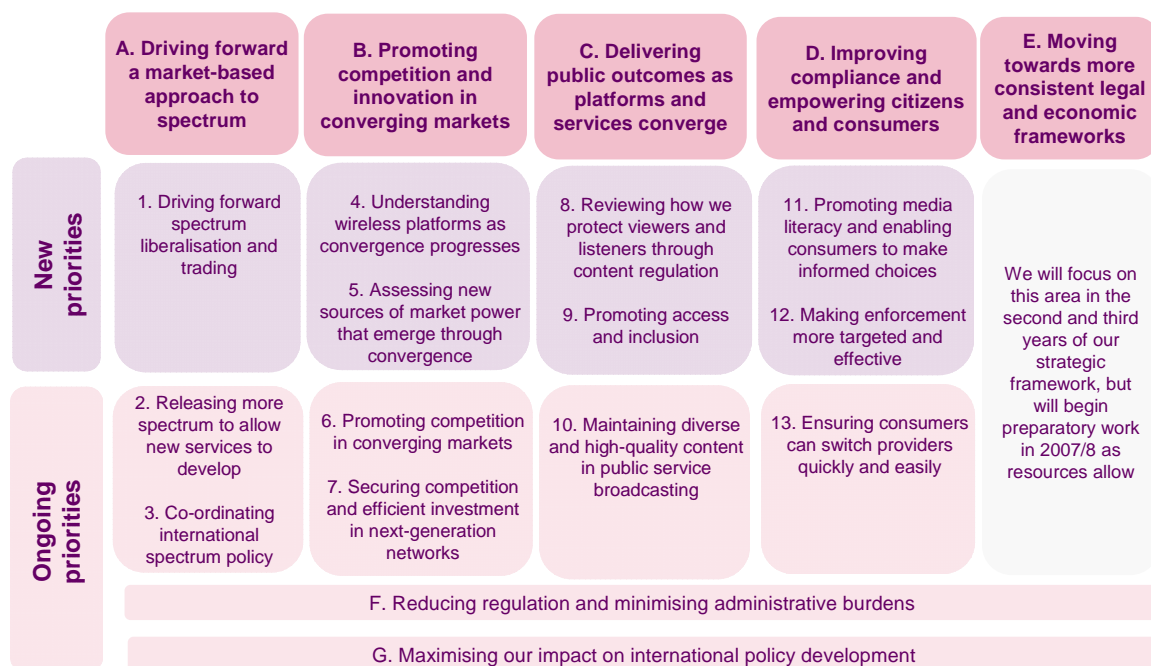 A. Driving forward
a market-based
approach to
spectrum
B. Promoting
competition and
innovation in
converging markets
C. Delivering
public outcomes as
platforms and
services converge
D. Improving
compliance and
empowering citizens
and consumers
E. Moving
towards more
consistent legal
and economic
frameworks
New
priorities
1. Driving forward
spectrum
liberalisation and
trading
4. Understanding
wireless platforms as
convergence progresses
5. Assessing new
sources of market power
that emerge through
convergence
8. Reviewing how we
protect viewers and
listeners through
content regulation
9. Promoting access
and inclusion
11. Promoting media
literacy and enabling
consumers to make
informed choices
12. Making enforcement
more targeted and
effective
We will focus on
this area in the
second and third
years of our
strategic
framework, but
will begin
preparatory work
in 2007/8 as
resources allow
Ongoing
priorities
2. Releasing more
spectrum to allow
new services to
develop
3. Co-ordinating
international
spectrum policy
6. Promoting competition
in converging markets
7. Securing competition
and efficient investment
in next-generation
networks
10. Maintaining diverse
and high-quality content
in public service
broadcasting
13. Ensuring consumers
can switch providers
quickly and easily
F. Reducing regulation and minimising administrative burdens
G. Maximising our impact on international policy development